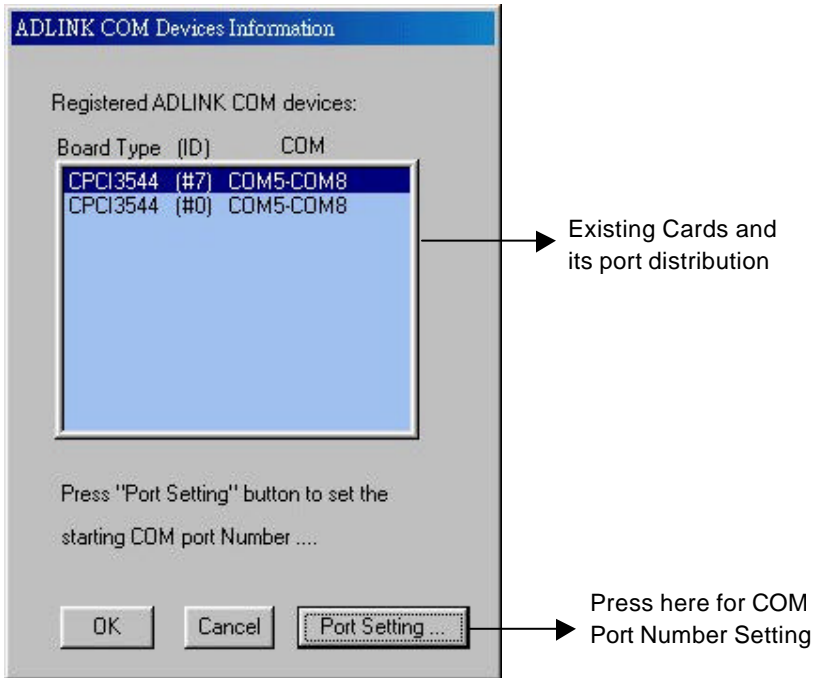 ADLINK COM Devices Information
Registered ADLINK COM devices:
Board Type (ID) COM
CPCI3544 (#7) COM5-COM8
CPCI3544 (#0) COM5-COM8
Existing Cards and
its port distribution
Press "Port Setting" button to set the
starting COM port Number ....
OK Cancel Port Setting ...
Press here for COM
Port Number Setting